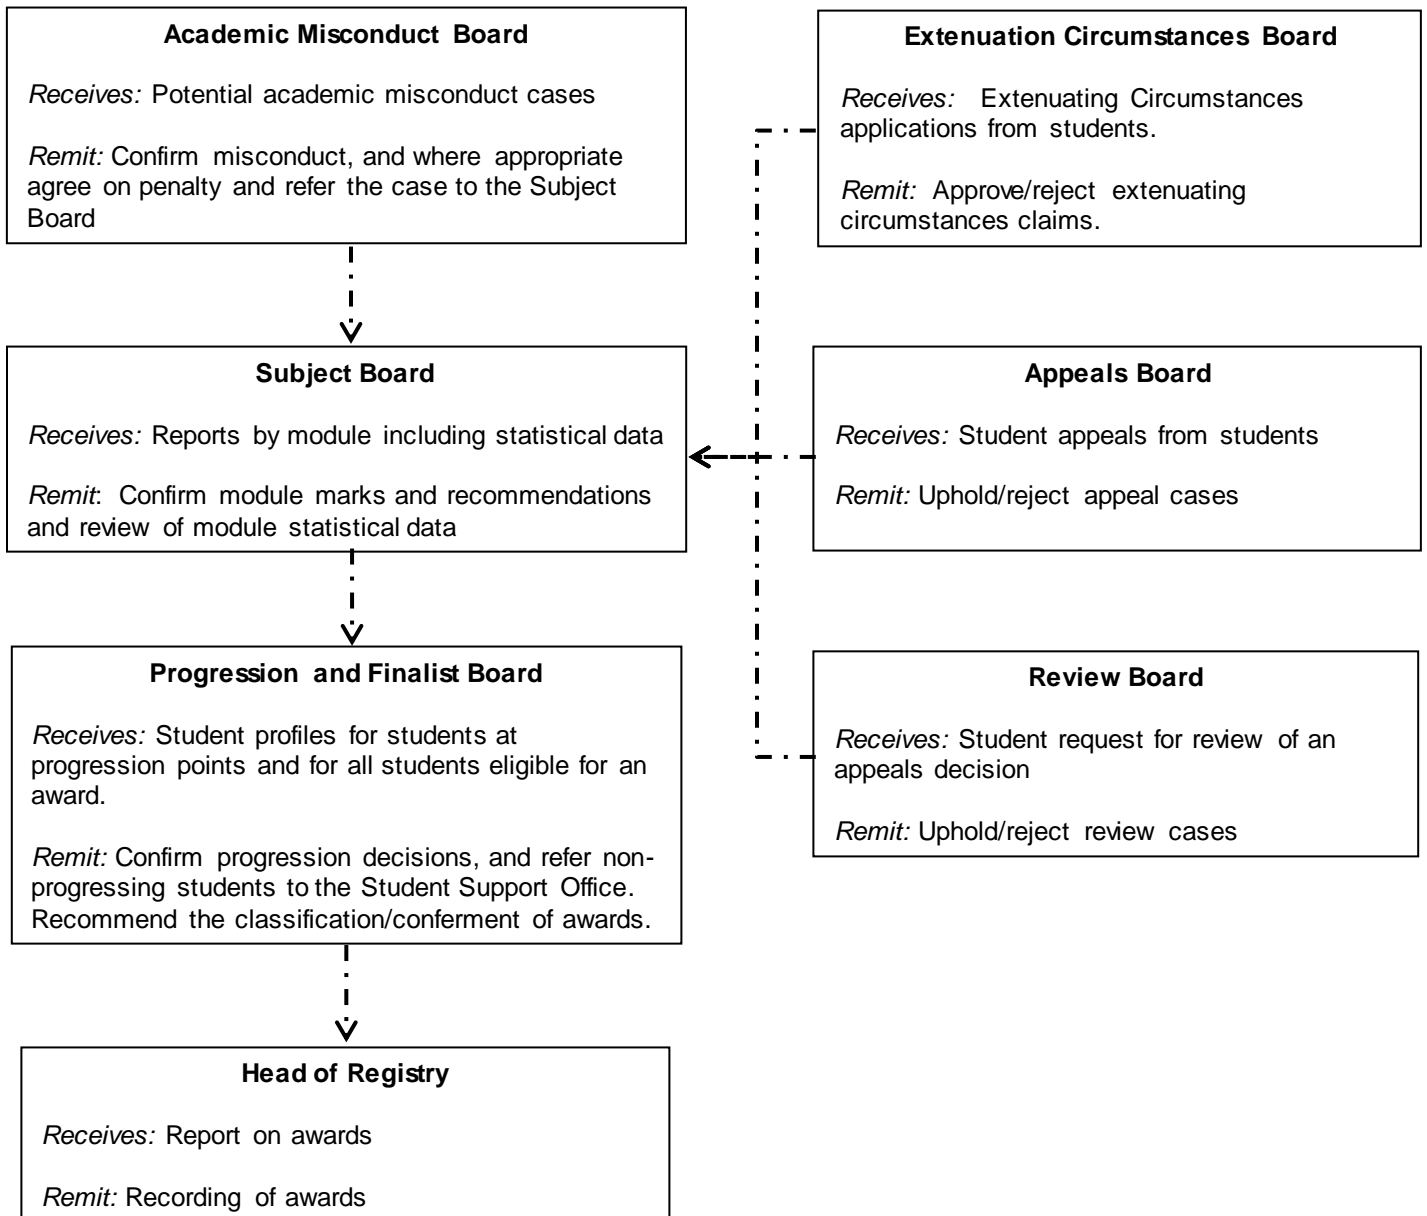 Academic Misconduct Board
Receives: Potential academic misconduct cases
Remit: Confirm misconduct, and where appropriate
agree on penalty and refer the case to the Subject
Board
Extenuation Circumstances Board
Receives: Extenuating Circumstances
applications from students.
Remit: Approve/reject extenuating
circumstances claims.
Subject Board
Receives: Reports by module including statistical data
Remit: Confirm module marks and recommendations
and review of module statistical data
Appeals Board
Receives: Student appeals from students
Remit: Uphold/reject appeal cases
Progression and Finalist Board
Receives: Student profiles for students at
progression points and for all students eligible for an
award.
Remit: Confirm progression decisions, and refer non-
progressing students to the Student Support Office.
Recommend the classification/conferment of awards.
Review Board
Receives: Student request for review of an
appeals decision
Remit: Uphold/reject review cases
Head of Registry
Receives: Report on awards
Remit: Recording of awards